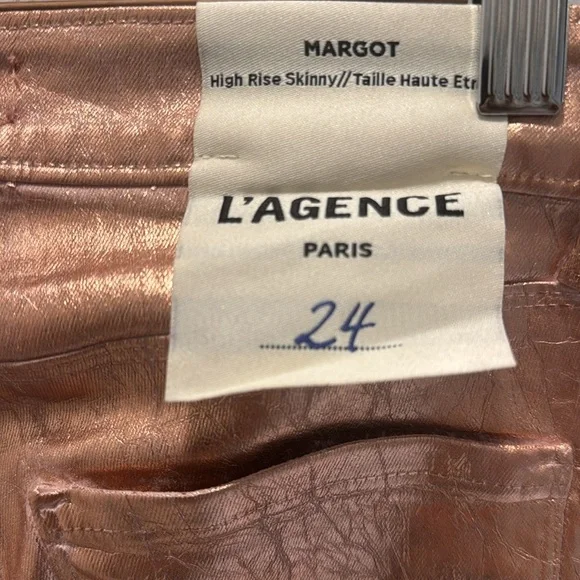 MARGOT
High Rise Skinny//Taille Haute Etr
L'AGENCE
PARIS
24